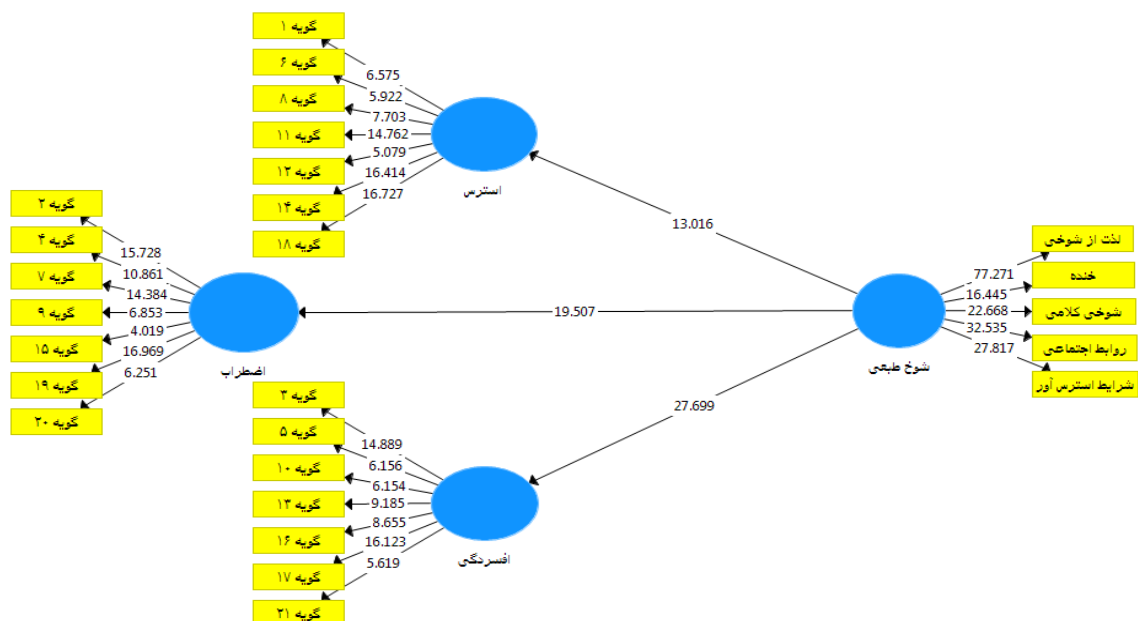 گویه ۱
گویه ۶
گویه ۸
گویه ۱۱
گویه ۱۲
گویه ۱۴
گویه ۱۸
6.575
5.922
7.703
14.762
5.079
16.414
16.727
استرس
13.016
گویه ۲
گویه ۴
گویه ۷
گویه ۹
گویه ۱۵
گویه ۱۹
گویه ۲۰
15.728
10.861
14.384
6.853
4.019
16.969
6.251
اضطراب
19.507
لذت از شوخی
خنده
شوخی کلامی
روابط اجتماعی
شرایط استرس آور
77.271
16.445
22.668
32.535
27.817
شوخ طبعی
گویه ۳
گویه ۵
گویه ۱۰
گویه ۱۳
گویه ۱۶
گویه ۱۷
گویه ۲۱
14.889
6.156
6.154
9.185
8.655
16.123
5.619
افسردگی
27.699